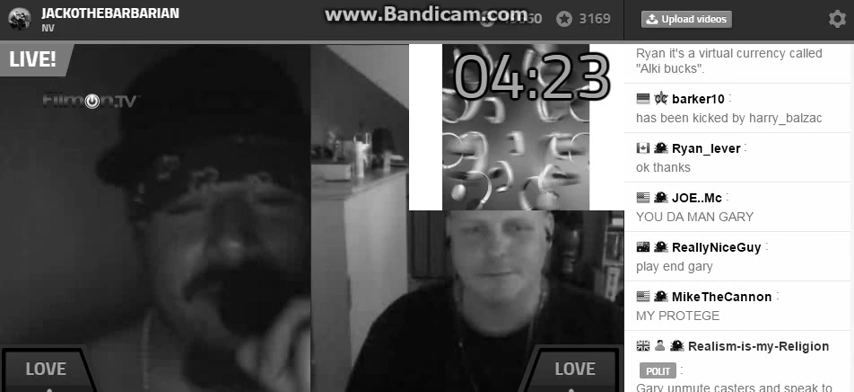 JACKOTHEBARBARIAN
NV
www.Bandicam.com
3169
Upload videos
LIVE!
FilmOn.TV
04:23
LOVE
LOVE
Ryan it's a virtual currency called
"Alki bucks".
barker10 :
has been kicked by harry_balzac
Ryan_lever :
ok thanks
JOE..Mc :
YOU DA MAN GARY
ReallyNiceGuy :
play end gary
MikeTheCannon :
MY PROTEGE
Realism-is-my-Religion
POLIT :
Gary unmute casters and speak to